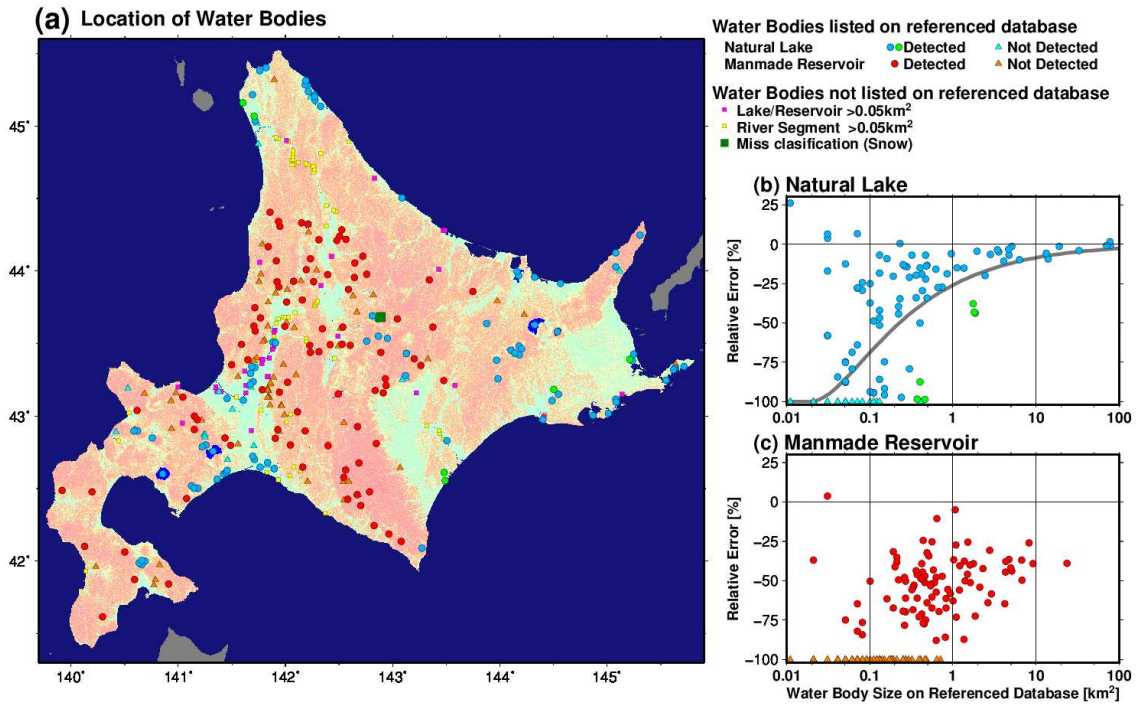 (a) Location of Water Bodies
45°
44°
43°
42°
140° 141° 142° 143° 144° 145°
Water Bodies listed on referenced database
Natural Lake Detected Not Detected
Manmade Reservoir Detected Not Detected
Water Bodies not listed on referenced database
Lake/Reservoir >0.05km²
River Segment >0.05km²
Miss clasification (Snow)
(b) Natural Lake
Relative Error [%]
25
0
−25
−50
−75
−100
0.01 0.1 1 10 100
(c) Manmade Reservoir
Relative Error [%]
25
0
−25
−50
−75
−100
0.01 0.1 1 10 100
Water Body Size on Referenced Database [km²]